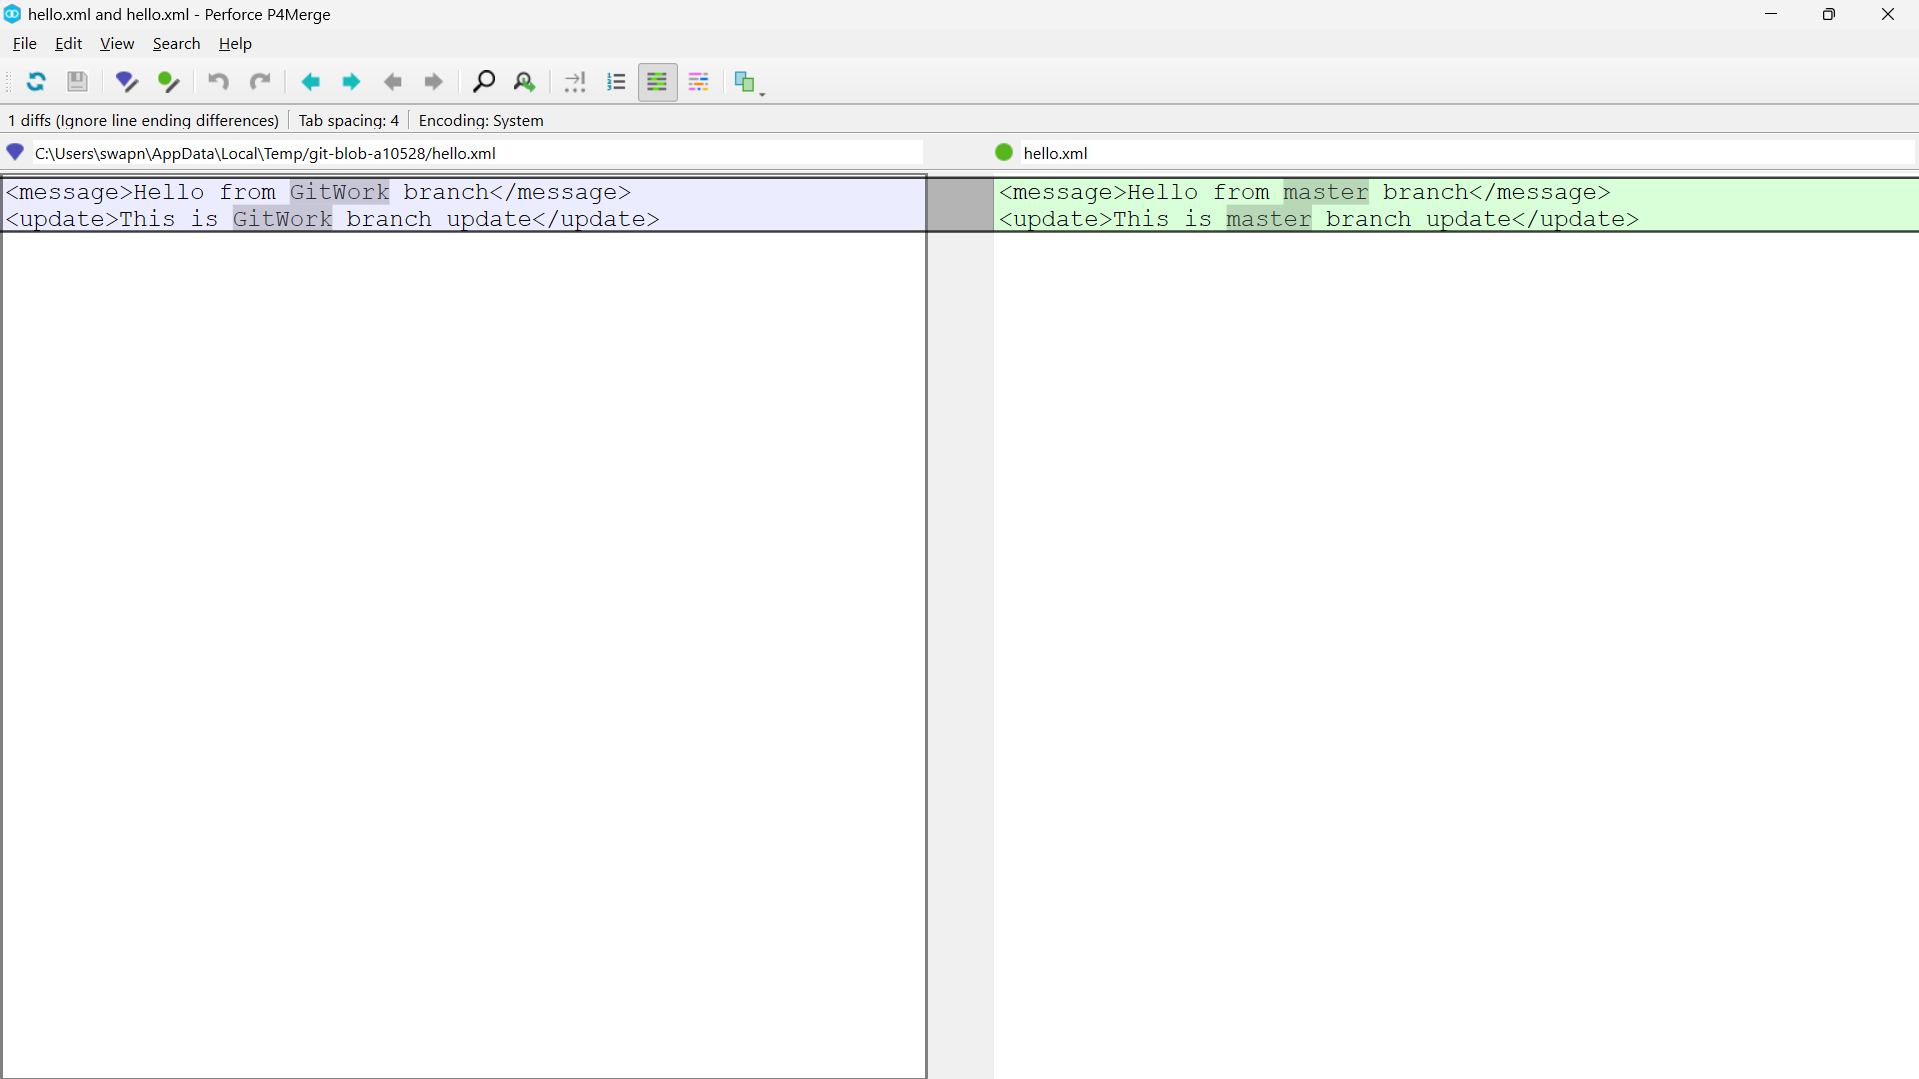 hello.xml and hello.xml - Perforce P4Merge
File Edit View Search Help
1 diffs (Ignore line ending differences) Tab spacing: 4 Encoding: System
C:\Users\swapn\AppData\Local\Temp/git-blob-a10528/hello.xml
hello.xml
<message>Hello from GitWork branch</message>
<update>This is GitWork branch update</update>
<message>Hello from master branch</message>
<update>This is master branch update</update>